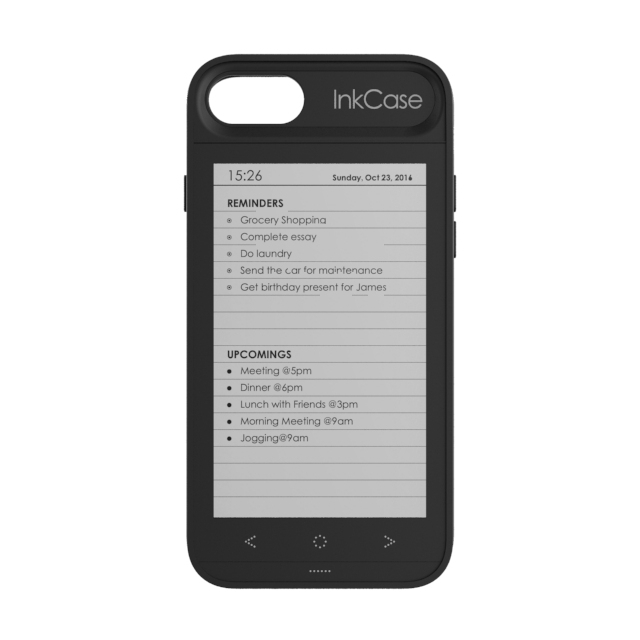 InkCase
15:26 Sunday, Oct 23, 2016
REMINDERS
Grocery Shopping
Complete essay
Do laundry
Send the car for maintenance
Get birthday present for James
UPCOMINGS
Meeting @5pm
Dinner @6pm
Lunch with Friends @3pm
Morning Meeting @9am
Jogging@9am